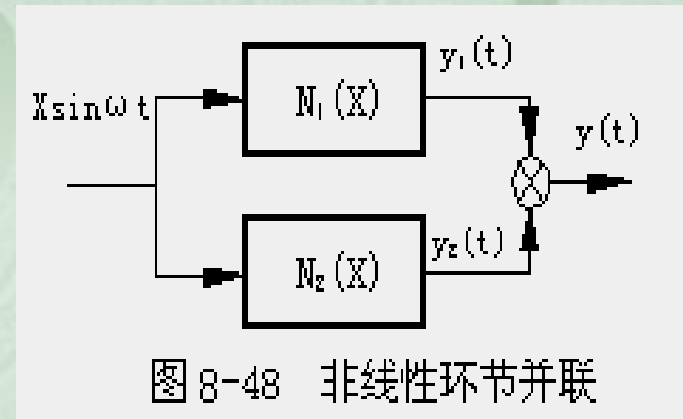 y₁(t)
Xsinωt
N₁(X)
y(t)
y₂(t)
N₂(X)
图8-48 非线性环节并联